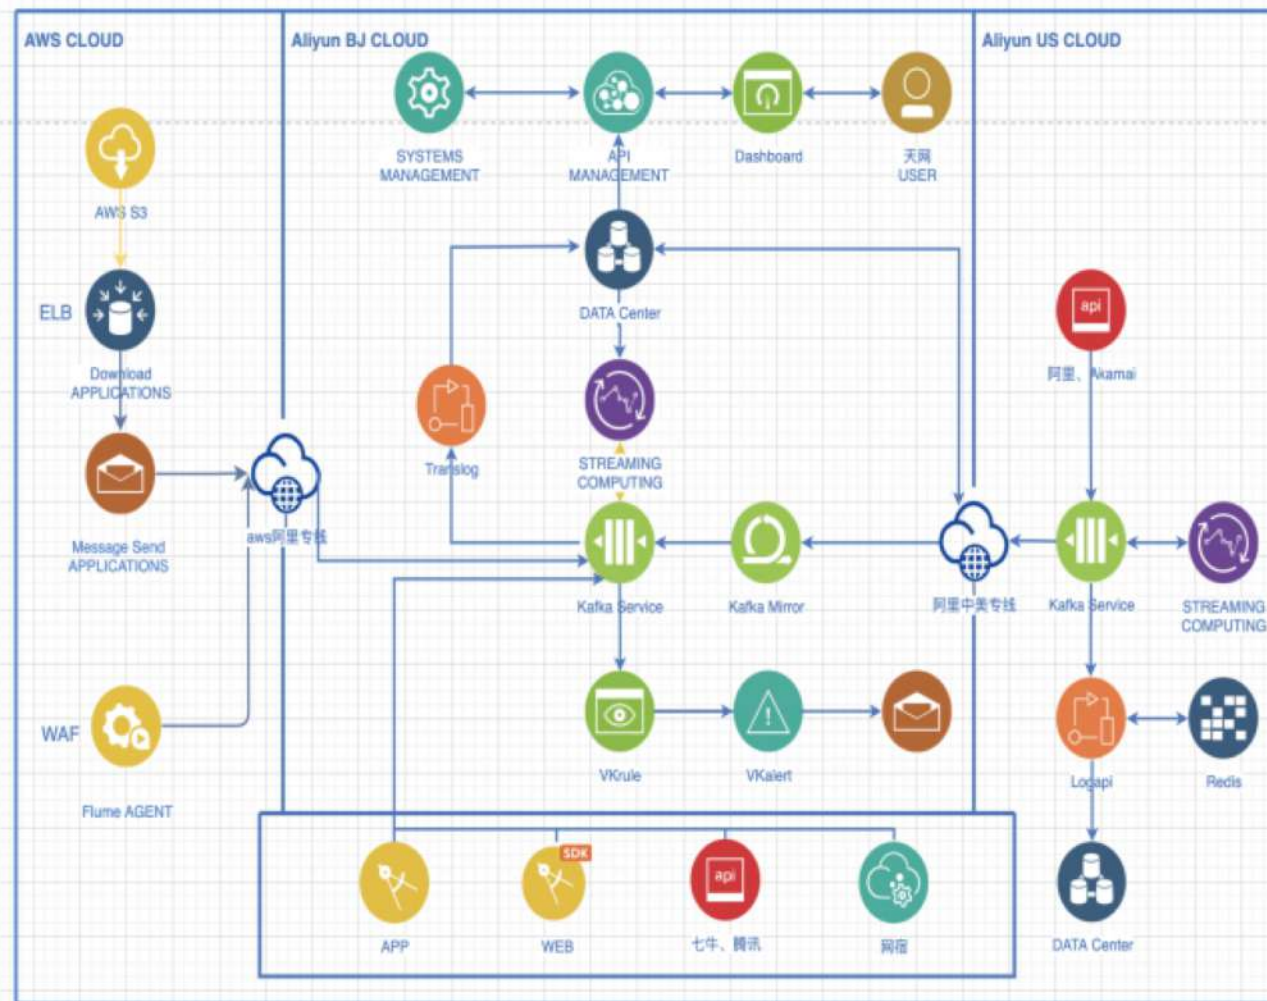 AWS CLOUD
Aliyun BJ CLOUD
Aliyun US CLOUD
SYSTEMS
MANAGEMENT
API
MANAGEMENT
Dashboard
天网
USER
AWS S3
ELB
Download
APPLICATIONS
DATA Center
api
阿里、Akamai
Translog
STREAMING
COMPUTING
Message Send
APPLICATIONS
aws阿里专线
Kafka Service
Kafka Mirror
阿里中美专线
Kafka Service
STREAMING
COMPUTING
WAF
Flume AGENT
VKrule
VKalert
Logapi
Redis
SDK
api
APP
WEB
七牛、腾讯
网宿
DATA Center